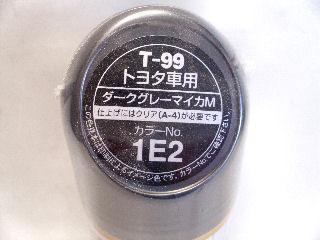 T-99
トヨタ車用
ダークグレーマイカM
仕上げにはクリア(A-4)が必要です
カラーNo.
1E2